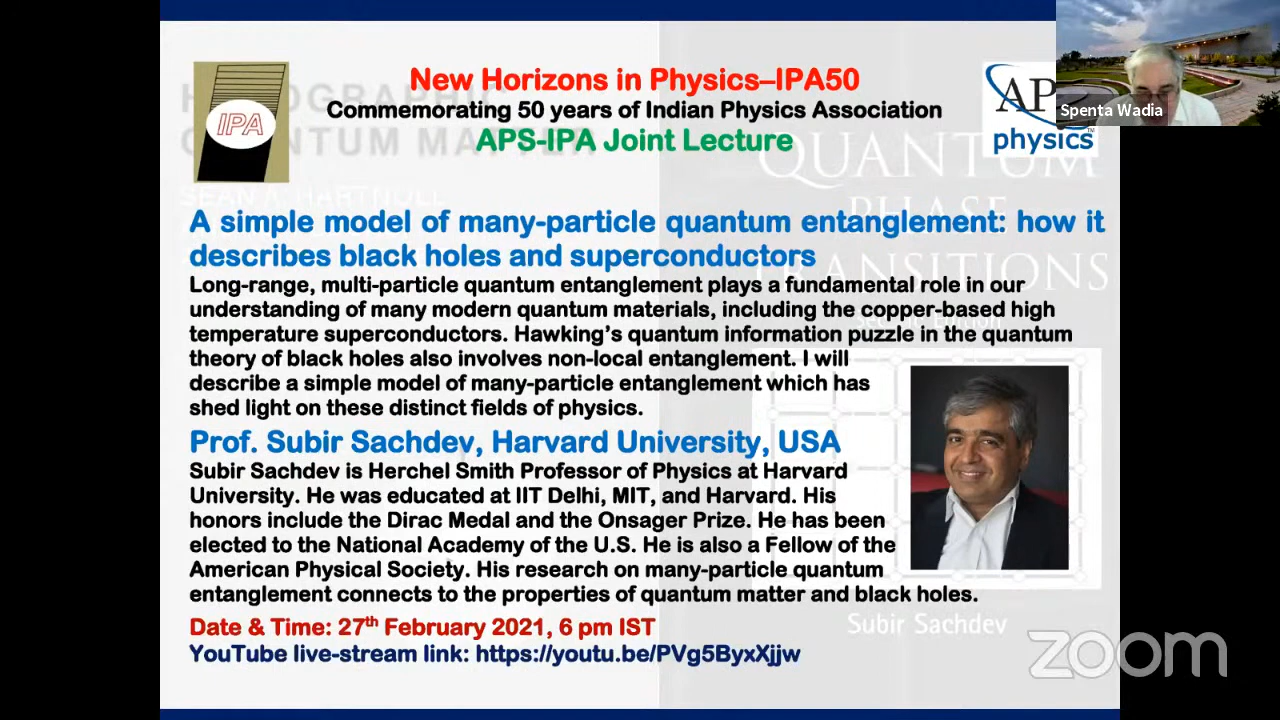 New Horizons in Physics–IPA50
Commemorating 50 years of Indian Physics Association
APS-IPA Joint Lecture
IPA
AP
physics
Spenta Wadia
QUANTUM
PHASE
TRANSITIONS
A simple model of many-particle quantum entanglement: how it
describes black holes and superconductors
Long-range, multi-particle quantum entanglement plays a fundamental role in our
understanding of many modern quantum materials, including the copper-based high
temperature superconductors. Hawking's quantum information puzzle in the quantum
theory of black holes also involves non-local entanglement. I will
describe a simple model of many-particle entanglement which has
shed light on these distinct fields of physics.
Prof. Subir Sachdev, Harvard University, USA
Subir Sachdev is Herchel Smith Professor of Physics at Harvard
University. He was educated at IIT Delhi, MIT, and Harvard. His
honors include the Dirac Medal and the Onsager Prize. He has been
elected to the National Academy of the U.S. He is also a Fellow of the
American Physical Society. His research on many-particle quantum
entanglement connects to the properties of quantum matter and black holes.
Date & Time: 27th February 2021, 6 pm IST
YouTube live-stream link: https://youtu.be/PVg5ByxXjjw
Subir Sachdev
zoom